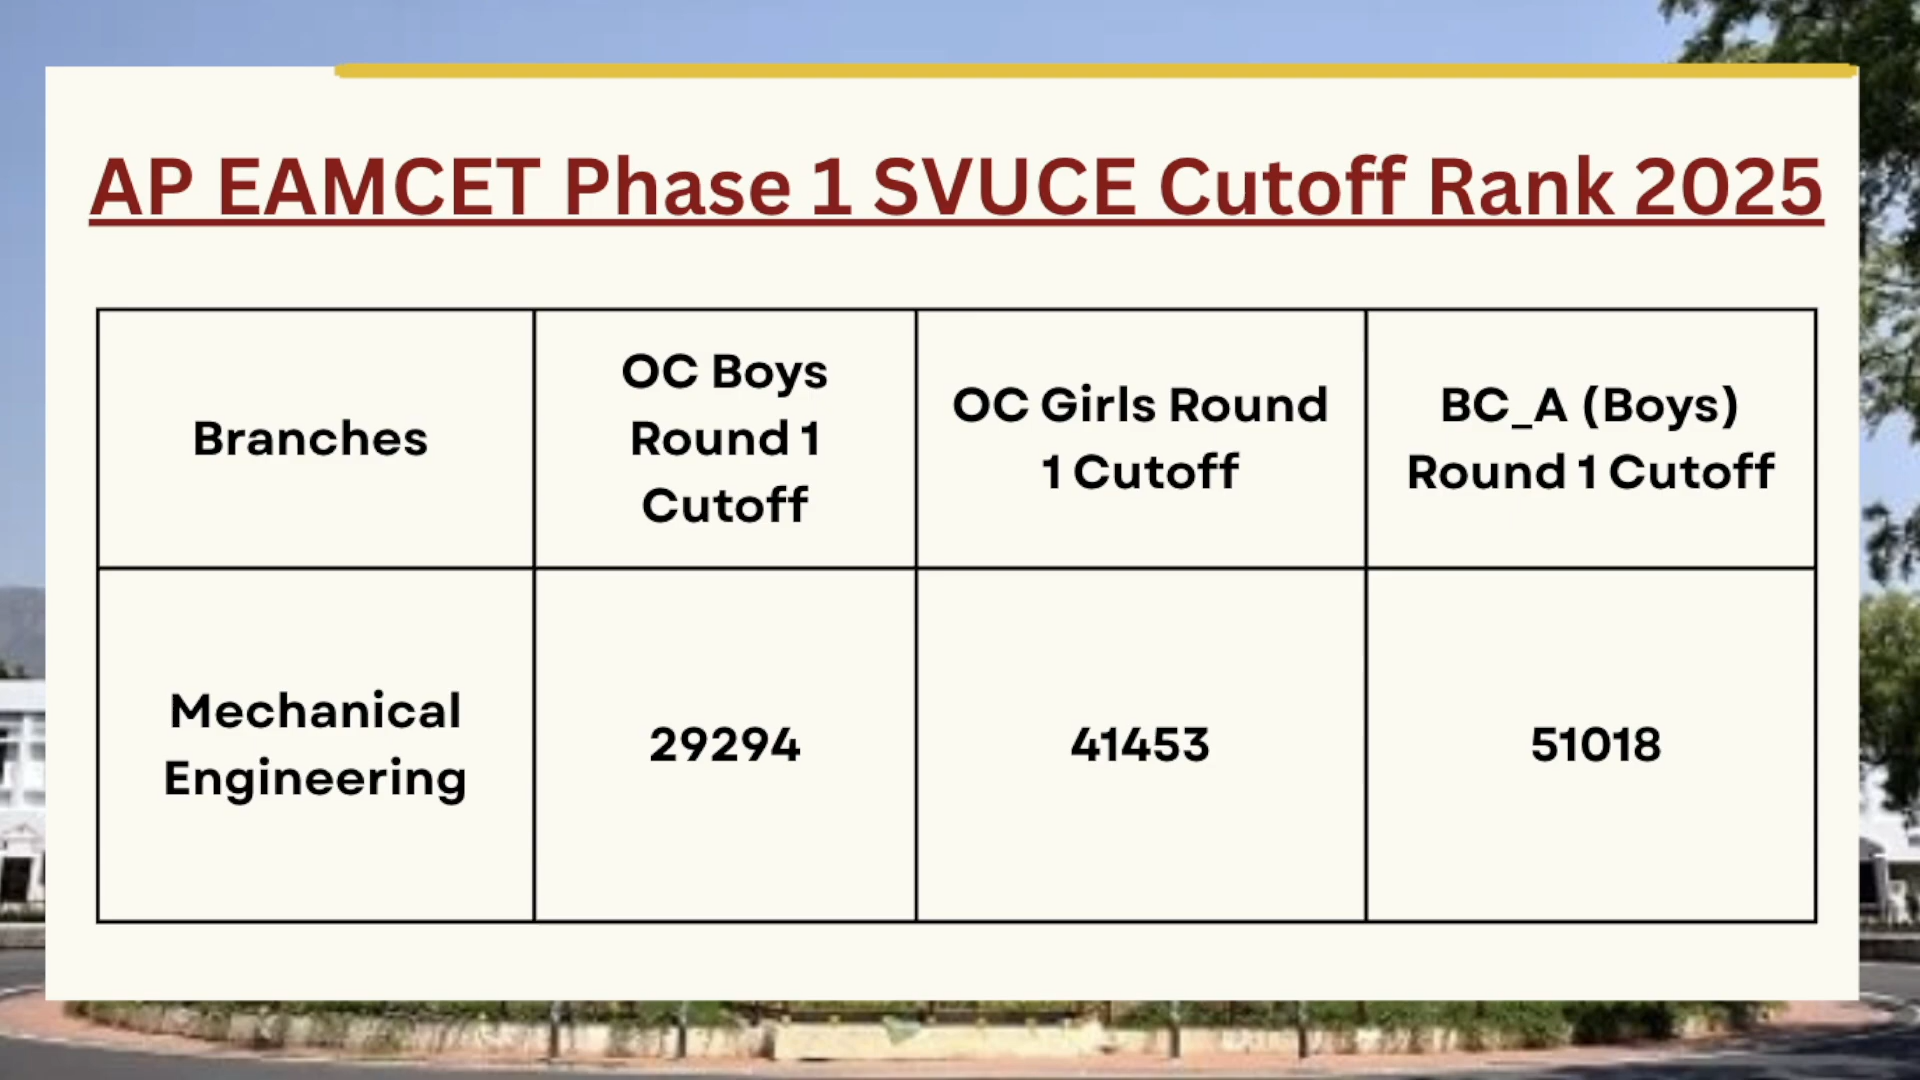 AP EAMCET Phase 1 SVUCE Cutoff Rank 2025
Branches
OC Boys
Round 1
Cutoff
OC Girls Round
1 Cutoff
BC_A (Boys)
Round 1 Cutoff
Mechanical
Engineering
29294
41453
51018